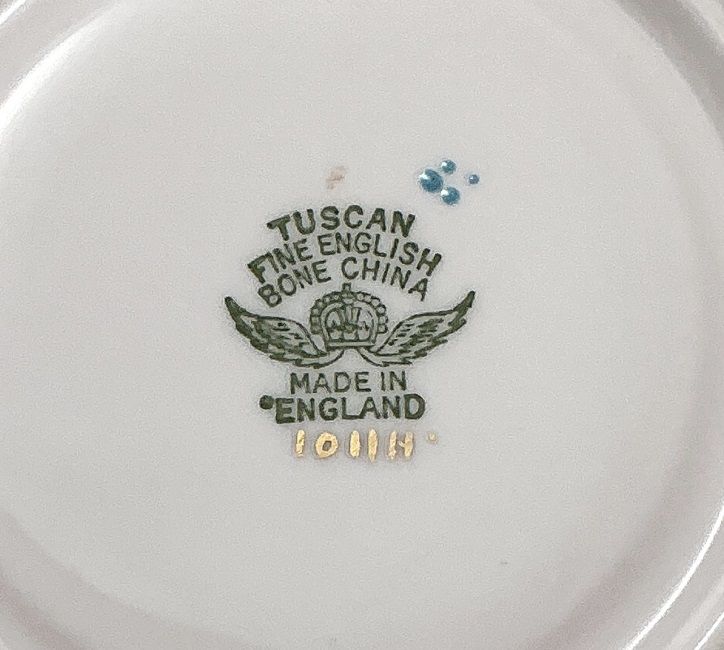 TUSCAN
FINE ENGLISH
BONE CHINA
MADE IN
ENGLAND
1011H